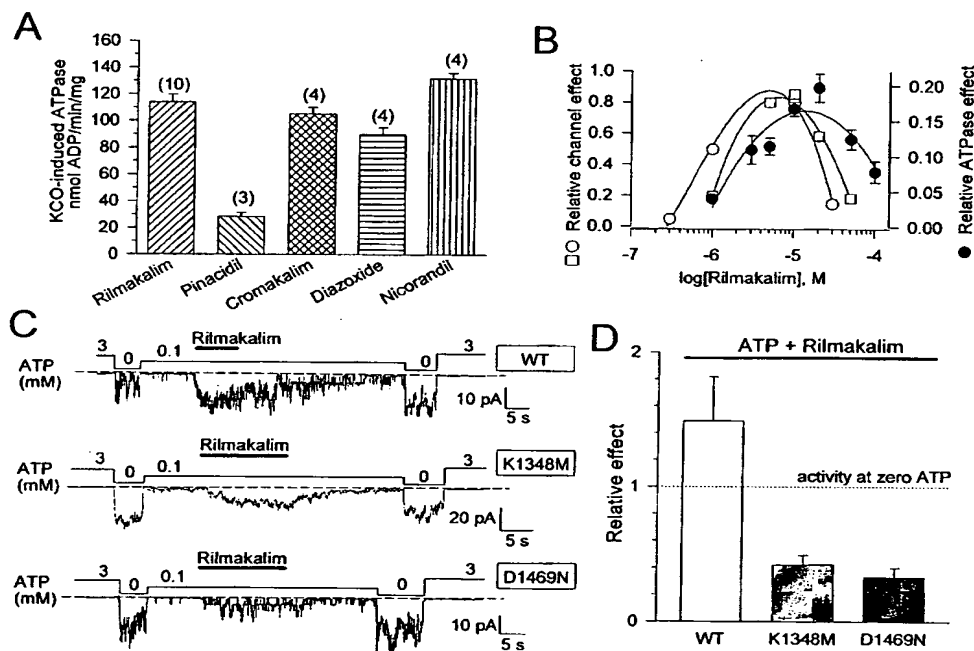 A
KCO-induced ATPase
nmol ADP/min/mg
160
140
120
100
80
60
40
20
0
(10)
(3)
(4)
(4)
(4)
Rilmakalim
Pinacidil
Cromakalim
Diazoxide
Nicorandil
B
Relative channel effect
1.0
0.8
0.6
0.4
0.2
0.0
0.20
0.15
0.10
0.05
0.00
Relative ATPase effect
-7
-6
-5
-4
log[Rilmakalim], M
C
Rilmakalim
ATP
(mM)
3
0
0.1
0
3
WT
10 pA
5 s
Rilmakalim
ATP
(mM)
3
0
0.1
0
3
K1348M
20 pA
5 s
Rilmakalim
ATP
(mM)
3
0
0.1
0
3
D1469N
10 pA
5 s
D
ATP + Rilmakalim
Relative effect
2
1
0
activity at zero ATP
WT
K1348M
D1469N